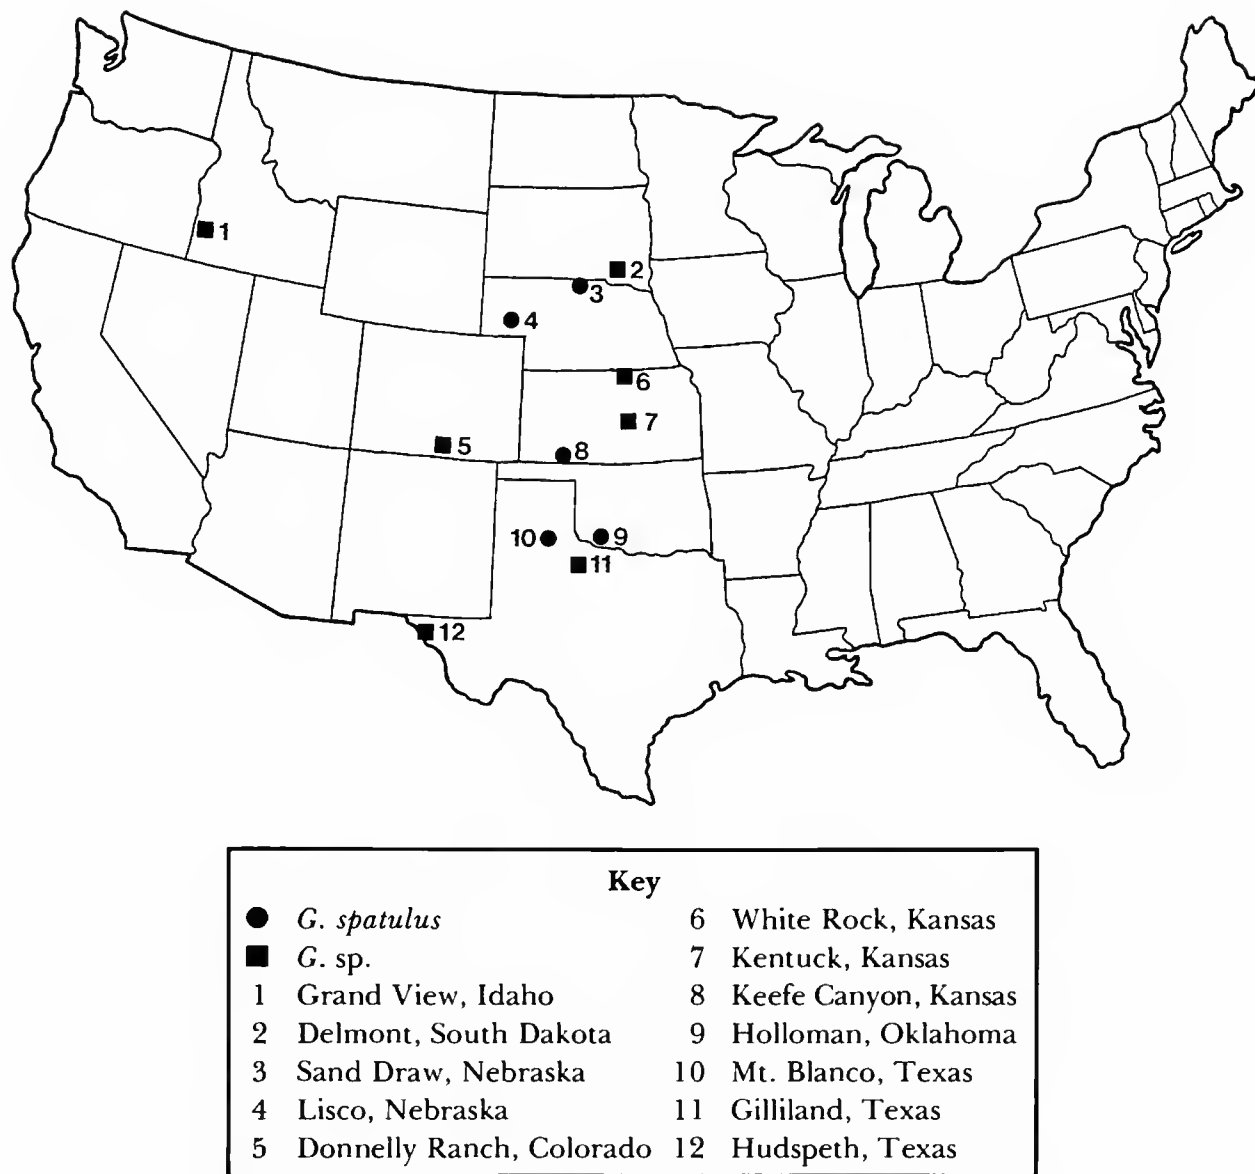 1
2
3
4
6
7
5
8
10
9
11
12
Key
G. spatulus
G. sp.
1 Grand View, Idaho
2 Delmont, South Dakota
3 Sand Draw, Nebraska
4 Lisco, Nebraska
5 Donnelly Ranch, Colorado
6 White Rock, Kansas
7 Kentuck, Kansas
8 Keefe Canyon, Kansas
9 Holloman, Oklahoma
10 Mt. Blanco, Texas
11 Gilliland, Texas
12 Hudspeth, Texas